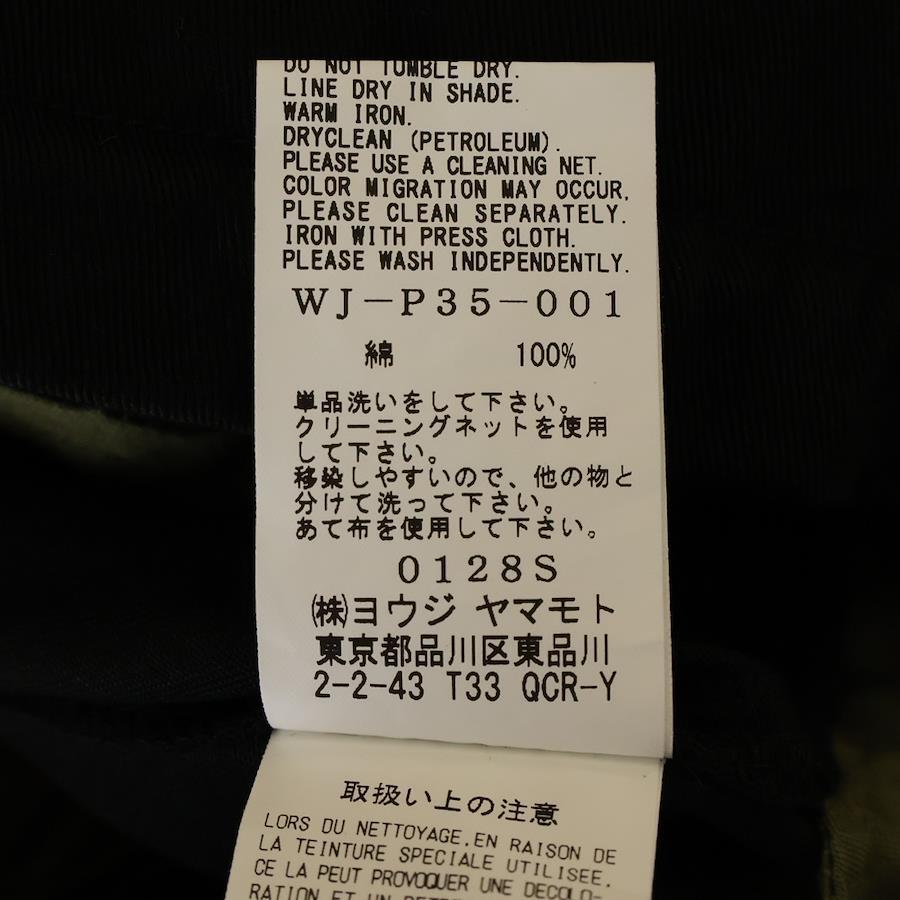 DO NOT TUMBLE DRY.
LINE DRY IN SHADE.
WARM IRON.
DRYCLEAN (PETROLEUM).
PLEASE USE A CLEANING NET.
COLOR MIGRATION MAY OCCUR,
PLEASE CLEAN SEPARATELY.
IRON WITH PRESS CLOTH.
PLEASE WASH INDEPENDENTLY.
WJ-P35-001
綿 100%
単品洗いをして下さい。
クリーニングネットを使用
して下さい。
移染しやすいので、他の物と
分けて洗って下さい。
あて布を使用して下さい。
0128S
㈱ヨウジ ヤマモト
東京都品川区東品川
2-2-43 T33 QCR-Y
取扱い上の注意
LORS DU NETTOYAGE,EN RAISON DE
LA TEINTURE SPECIALE UTILISEE,
CE LA PEUT PROVOQUER UNE DECOLO-
RATION ET UN